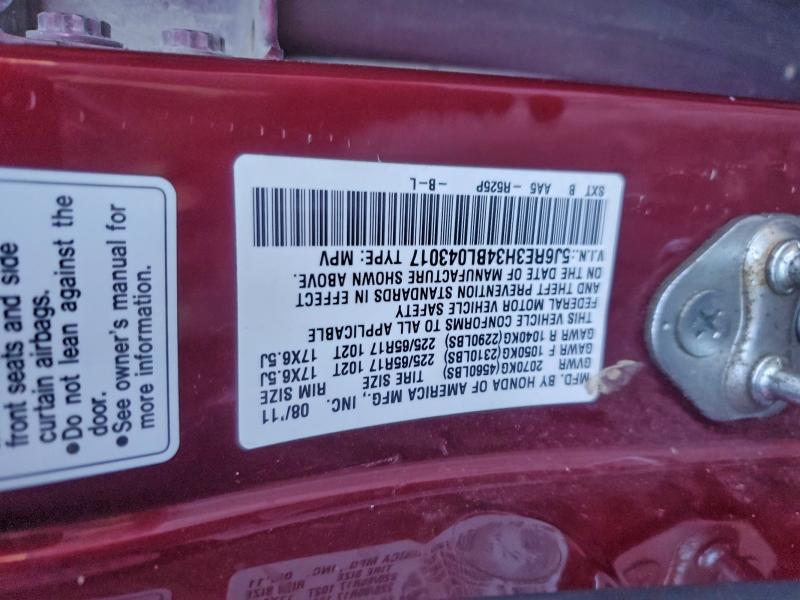 front seats and side
curtain airbags.
●Do not lean against the
door.
●See owner's manual for
more information.
MFD. BY HONDA OF AMERICA MFG., INC. 08/'11
GVWR 2070KG(4560LBS) TIRE SIZE RIM SIZE
GAWR F 1050KG(2310LBS) 225/65R17 102T 17X6.5J
GAWR R 1040KG(2290LBS) 225/65R17 102T 17X6.5J
THIS VEHICLE CONFORMS TO ALL APPLICABLE
FEDERAL MOTOR VEHICLE SAFETY
AND THEFT PREVENTION STANDARDS IN EFFECT
ON THE DATE OF MANUFACTURE SHOWN ABOVE.
V.I.N.:5J6RE3H34BL043017 TYPE: MPV
SXT B AA5 -R525P -B-L